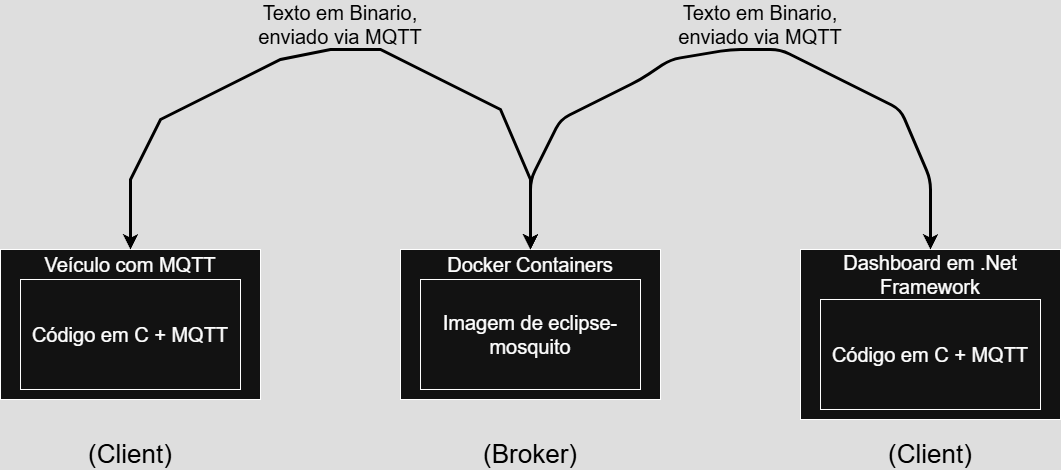 Texto em Binario,
enviado via MQTT
Texto em Binario,
enviado via MQTT
Veículo com MQTT
Código em C + MQTT
Docker Containers
Imagem de eclipse-
mosquito
Dashboard em .Net
Framework
Código em C + MQTT
(Client)
(Broker)
(Client)